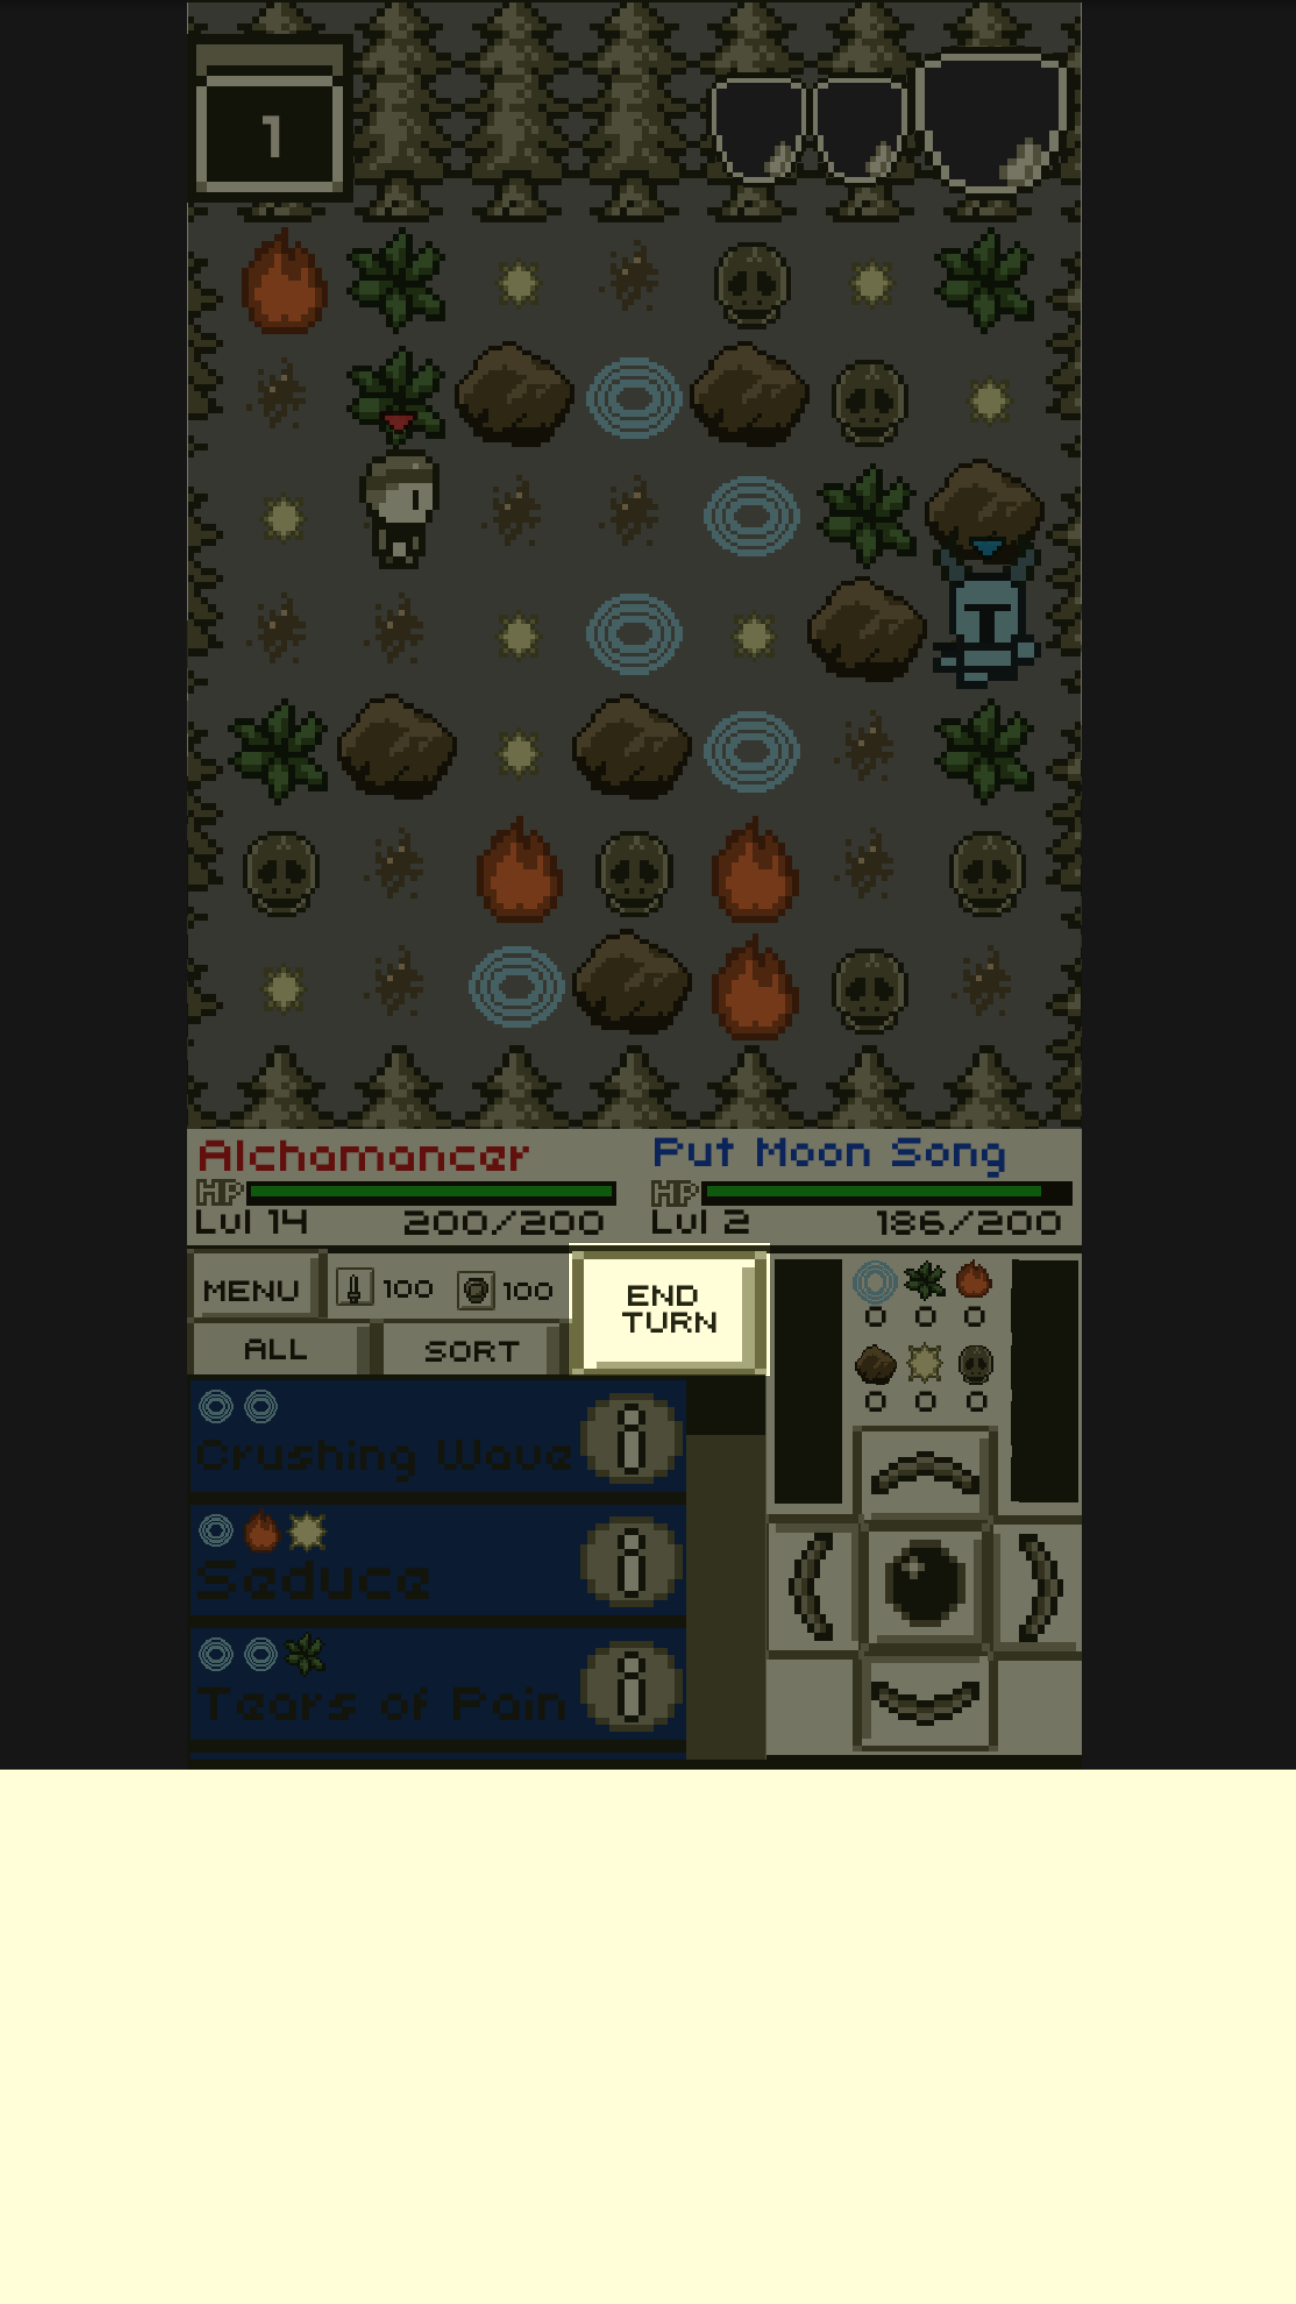 1
Alchamancer
Put Moon Song
HP
HP
Lvl 14
200/200
Lvl 2
186/200
MENU
100
100
END
TURN
ALL
SORT
0 0 0
0 0 0
Crushing Wave
i
Seduce
i
Tears of Pain
i